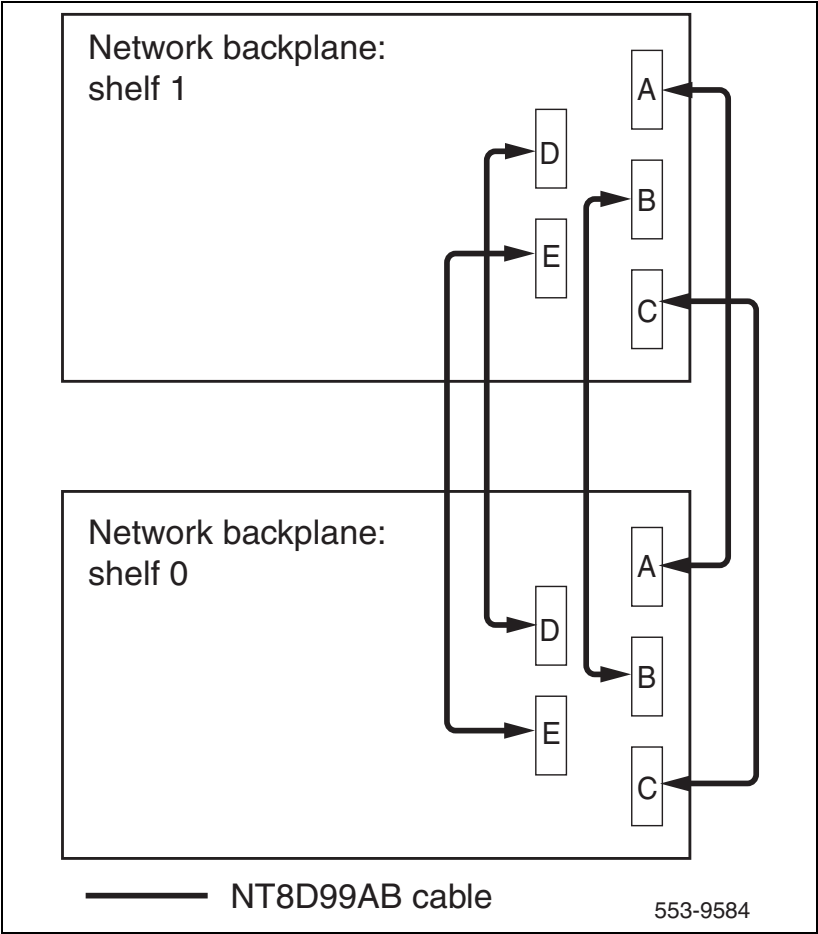 Network backplane:
shelf 1
A
D
B
E
C
Network backplane:
shelf 0
A
D
B
E
C
NT8D99AB cable
553-9584